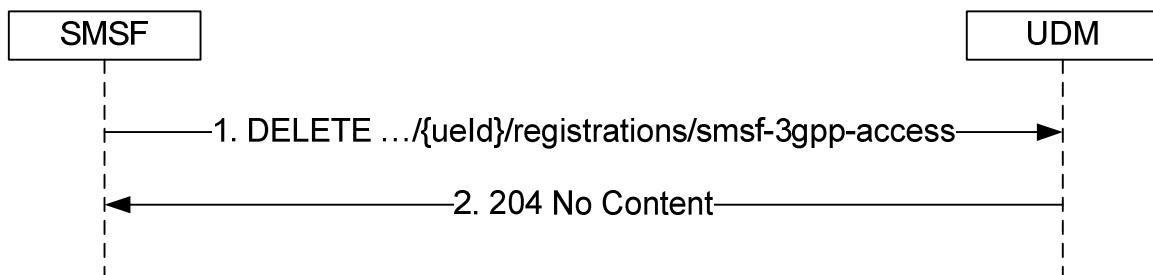 SMSF
UDM
1. DELETE …/{ueId}/registrations/smsf-3gpp-access
2. 204 No Content